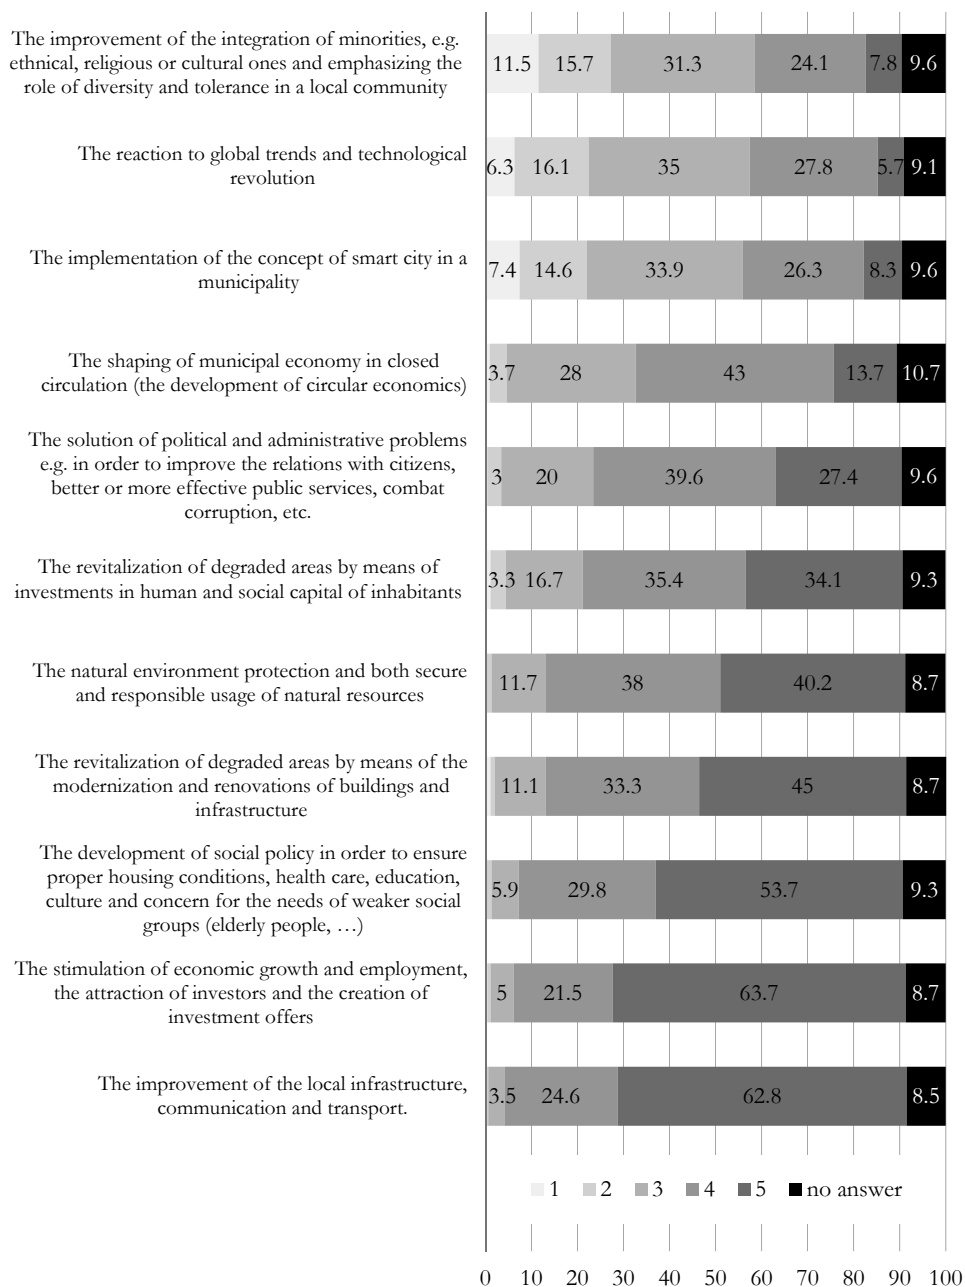 The improvement of the integration of minorities, e.g.
ethnical, religious or cultural ones and emphasizing the
role of diversity and tolerance in a local community
11.5 15.7 31.3 24.1 7.8 9.6
The reaction to global trends and technological
revolution
6.3 16.1 35 27.8 5.7 9.1
The implementation of the concept of smart city in a
municipality
7.4 14.6 33.9 26.3 8.3 9.6
The shaping of municipal economy in closed
circulation (the development of circular economics)
3.7 28 43 13.7 10.7
The solution of political and administrative problems
e.g. in order to improve the relations with citizens,
better or more effective public services, combat
corruption, etc.
3 20 39.6 27.4 9.6
The revitalization of degraded areas by means of
investments in human and social capital of inhabitants
3.3 16.7 35.4 34.1 9.3
The natural environment protection and both secure
and responsible usage of natural resources
11.7 38 40.2 8.7
The revitalization of degraded areas by means of the
modernization and renovations of buildings and
infrastructure
11.1 33.3 45 8.7
The development of social policy in order to ensure
proper housing conditions, health care, education,
culture and concern for the needs of weaker social
groups (elderly people, …)
5.9 29.8 53.7 9.3
The stimulation of economic growth and employment,
the attraction of investors and the creation of
investment offers
5 21.5 63.7 8.7
The improvement of the local infrastructure,
communication and transport.
3.5 24.6 62.8 8.5
1 2 3 4 5 no answer
0 10 20 30 40 50 60 70 80 90 100